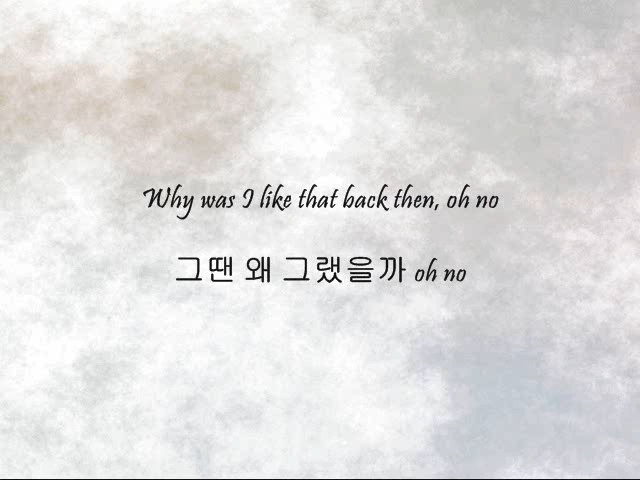 Why was I like that back then, oh no
그땐 왜 그랬을까 oh no